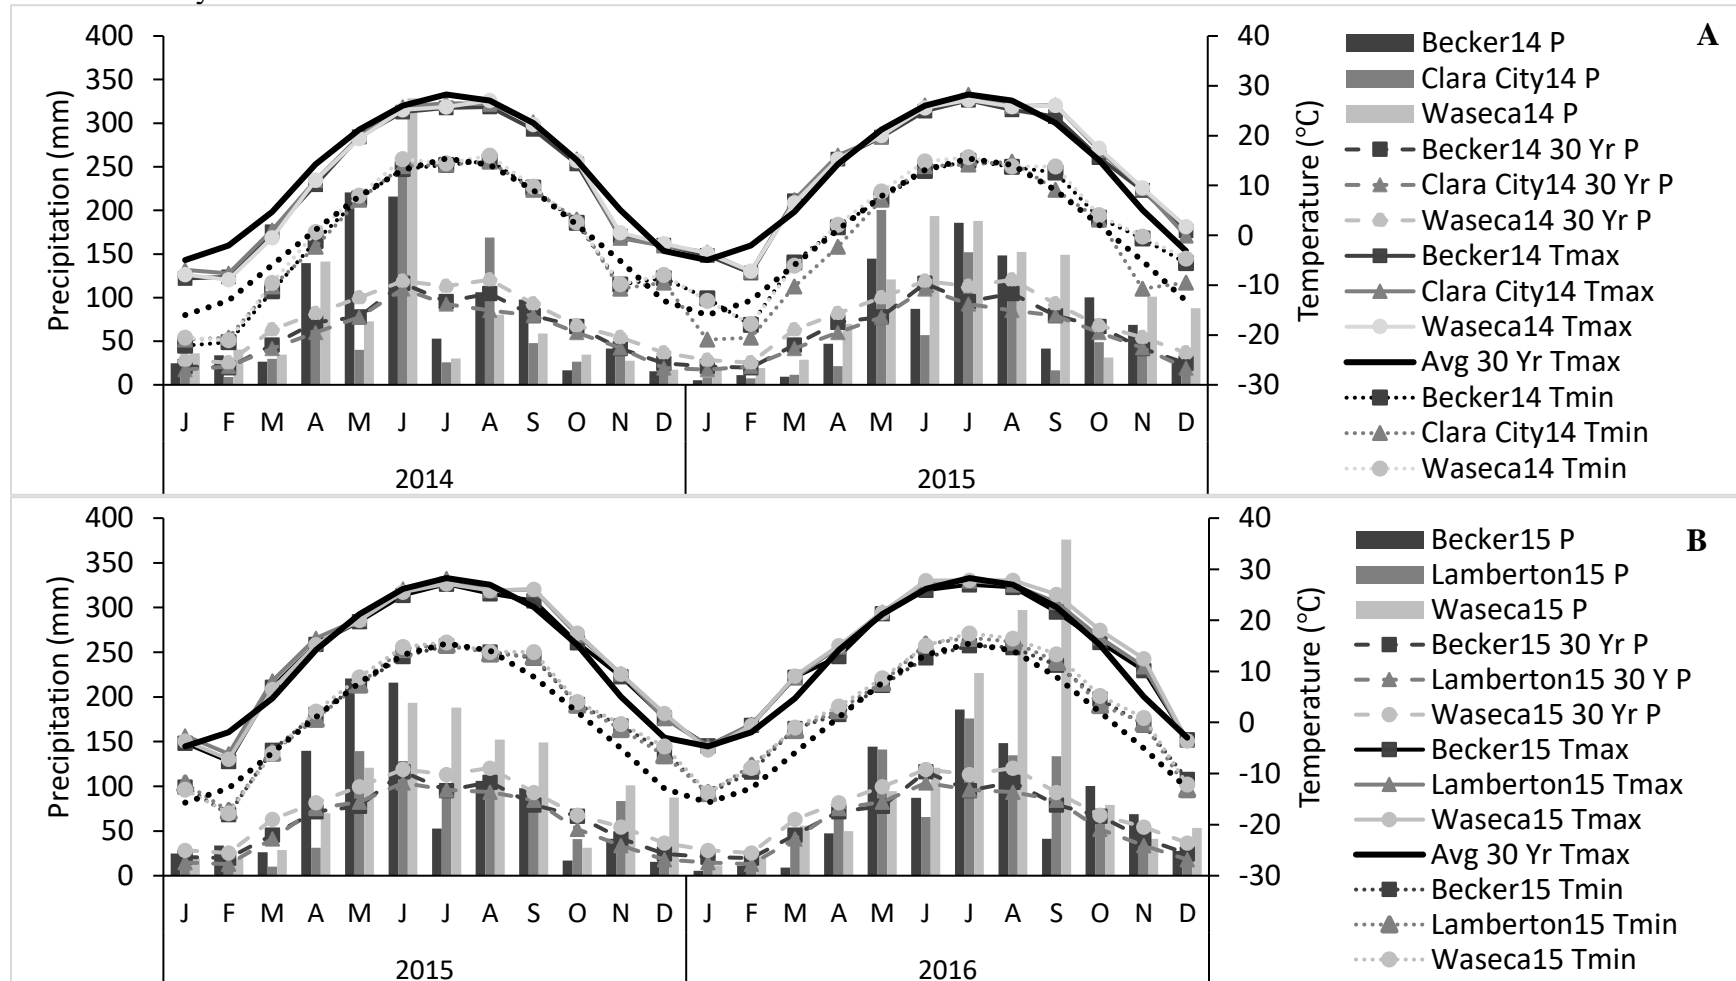 400
350
300
250
200
150
100
50
0
Precipitation (mm)
40
30
20
10
0
-10
-20
-30
Temperature (°C)
J F M A M J J A S O N D J F M A M J J A S O N D
2014 2015
A
Becker14 P
Clara City14 P
Waseca14 P
Becker14 30 Yr P
Clara City14 30 Yr P
Waseca14 30 Yr P
Becker14 Tmax
Clara City14 Tmax
Waseca14 Tmax
Avg 30 Yr Tmax
Becker14 Tmin
Clara City14 Tmin
Waseca14 Tmin
400
350
300
250
200
150
100
50
0
Precipitation (mm)
40
30
20
10
0
-10
-20
-30
Temperature (°C)
J F M A M J J A S O N D J F M A M J J A S O N D
2015 2016
B
Becker15 P
Lamberton15 P
Waseca15 P
Becker15 30 Yr P
Lamberton15 30 Y P
Waseca15 30 Yr P
Becker15 Tmax
Lamberton15 Tmax
Waseca15 Tmax
Avg 30 Yr Tmax
Becker15 Tmin
Lamberton15 Tmin
Waseca15 Tmin